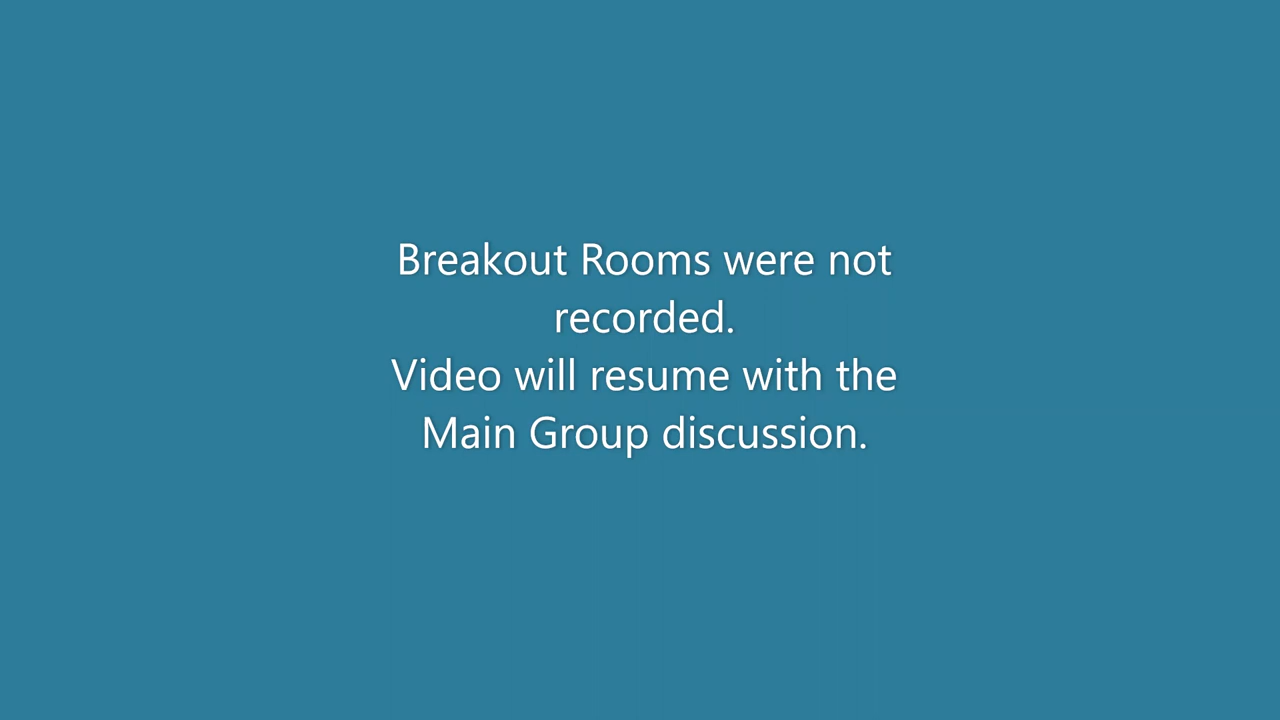 Breakout Rooms were not
recorded.
Video will resume with the
Main Group discussion.